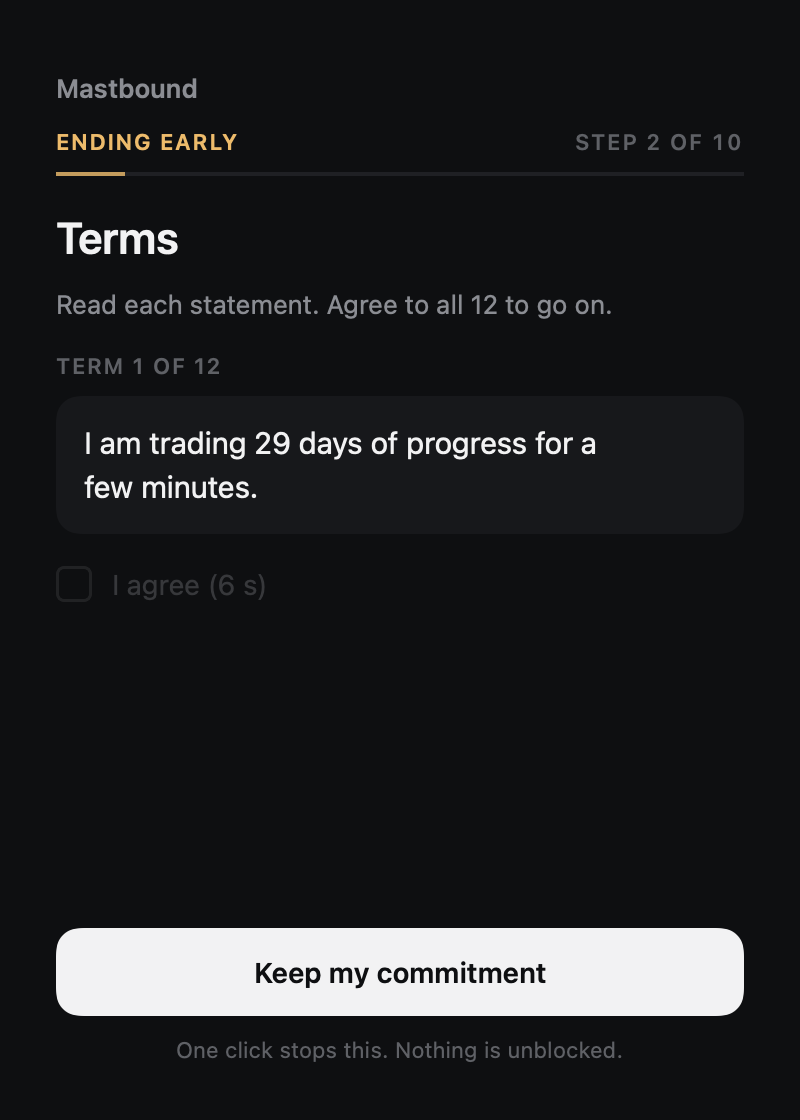 Mastbound
ENDING EARLY
STEP 2 OF 10
Terms
Read each statement. Agree to all 12 to go on.
TERM 1 OF 12
I am trading 29 days of progress for a
few minutes.
I agree (6 s)
Keep my commitment
One click stops this. Nothing is unblocked.